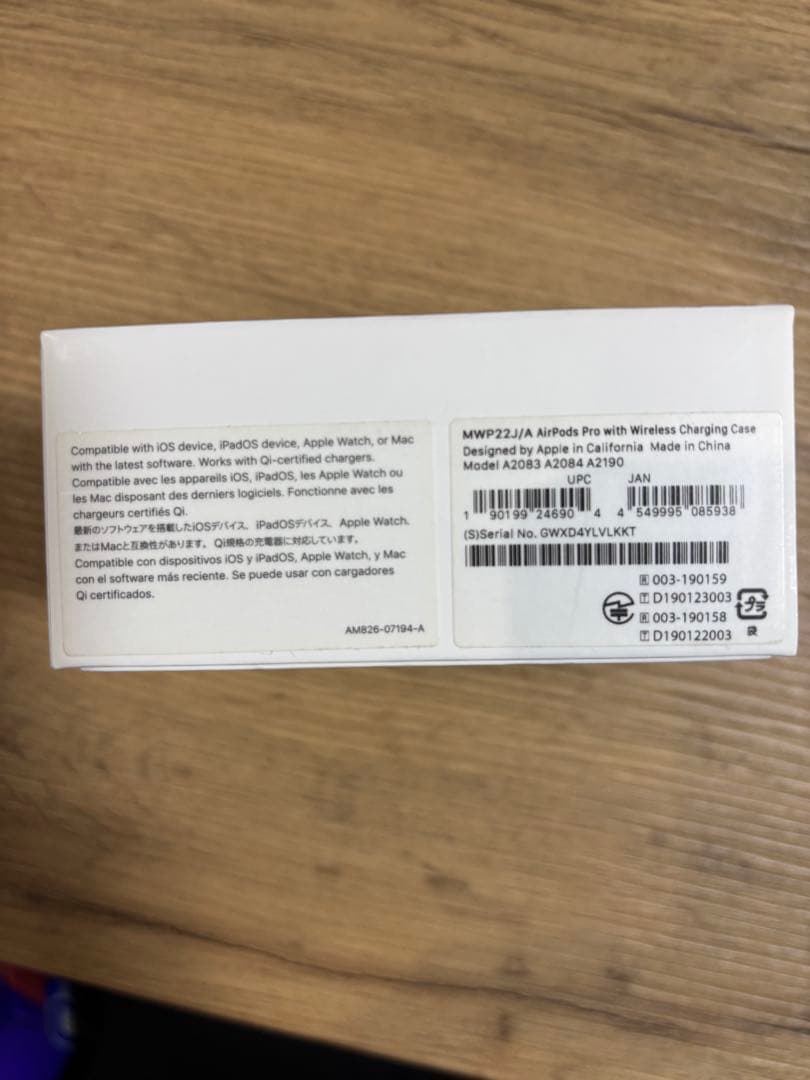 Compatible with iOS device, iPadOS device, Apple Watch, or Mac
with the latest software. Works with Qi-certified chargers.
Compatible avec les appareils iOS, iPadOS, les Apple Watch ou
les Mac disposant des derniers logiciels. Fonctionne avec les
chargeurs certifiés Qi.
最新のソフトウェアを搭載したiOSデバイス、iPadOSデバイス、Apple Watch、
またはMacと互換性があります。Qi規格の充電器に対応しています。
Compatible con dispositivos iOS y iPadOS, Apple Watch, y Mac
con el software más reciente. Se puede usar con cargadores
Qi certificados.
AM826-07194-A
MWP22J/A AirPods Pro with Wireless Charging Case
Designed by Apple in California Made in China
Model A2083 A2084 A2190
UPC JAN
1 90199 24690 4 4 549995 085938
(S)Serial No. GWXD4YLVLKKT
R 003-190159
T D190123003
R 003-190158
T D190122003
プラ
袋